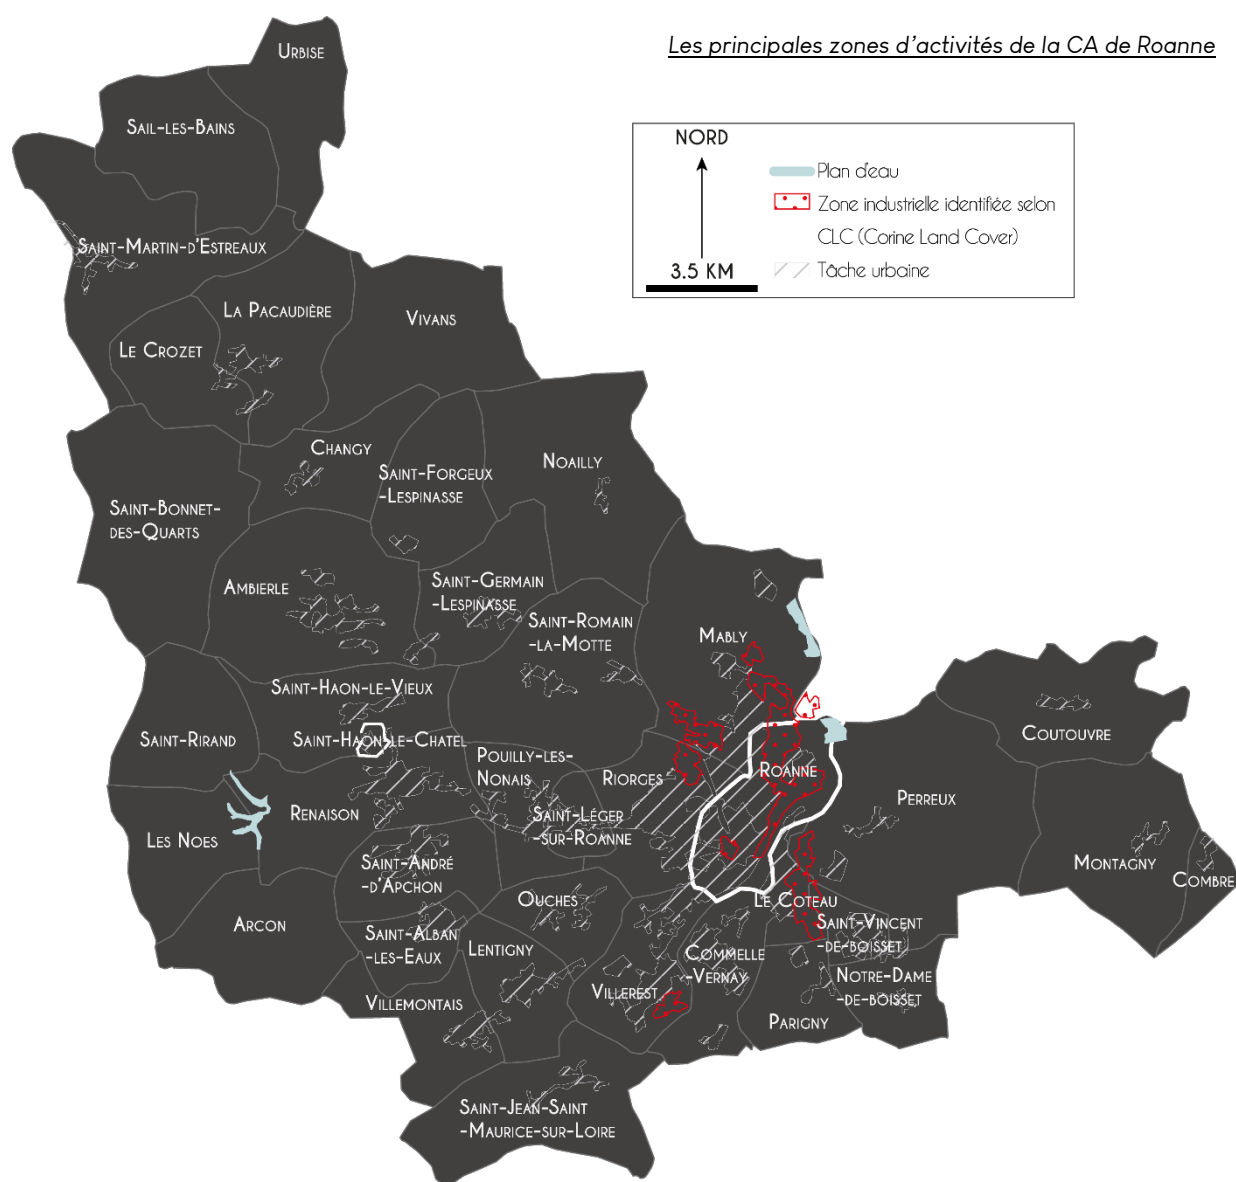 Les principales zones d'activités de la CA de Roanne
NORD
3.5 KM
Plan d'eau
Zone industrielle identifiée selon
CLC (Corine Land Cover)
Tâche urbaine
Urbise
Sail-les-Bains
Saint-Martin-d'Estreaux
La Pacaudière
Vivans
Le Crozet
Changy
Saint-Forgeux
-Lespinasse
Noailly
Saint-Bonnet-
des-Quarts
Ambierle
Saint-Germain
-Lespinasse
Saint-Romain
-la-Motte
Mably
Saint-Haon-le-Vieux
Saint-Rirand
Saint-Haon-le-Chatel
Pouilly-les-
Nonais
Riorges
Roanne
Coutouvre
Perreux
Renaison
Saint-Léger
-sur-Roanne
Les Noes
Saint-André
-d'Apchon
Montagny
Combre
Arcon
Ouches
Le Coteau
Saint-Vincent
-de-boisset
Saint-Alban
-les-Eaux
Lentigny
Commelle
-Vernay
Notre-Dame
-de-boisset
Villemontais
Villerest
Parigny
Saint-Jean-Saint
-Maurice-sur-Loire